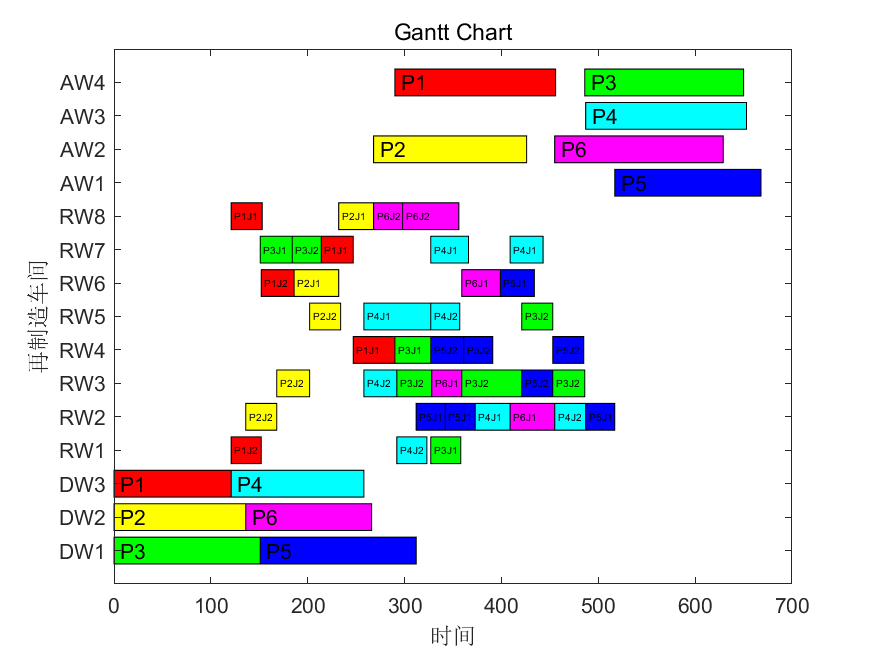 Gantt Chart
AW4 P1 P3
AW3 P4
AW2 P2 P6
AW1 P5
RW8 P1J1 P2J1 P6J2 P6J2
RW7 P3J1 P3J2 P1J1 P4J1 P4J1
RW6 P1J2 P2J1 P6J1 P5J1
RW5 P2J2 P4J1 P4J2 P3J2
RW4 P1J1 P3J1 P5J2 P5J2 P5J2
RW3 P2J2 P4J2 P3J2 P6J1 P3J2 P5J2 P3J2
RW2 P2J2 P5J1 P5J1 P4J1 P6J1 P4J2 P5J1
RW1 P1J2 P4J2 P3J1
DW3 P1 P4
DW2 P2 P6
DW1 P3 P5
0 100 200 300 400 500 600 700
时间
再制造车间